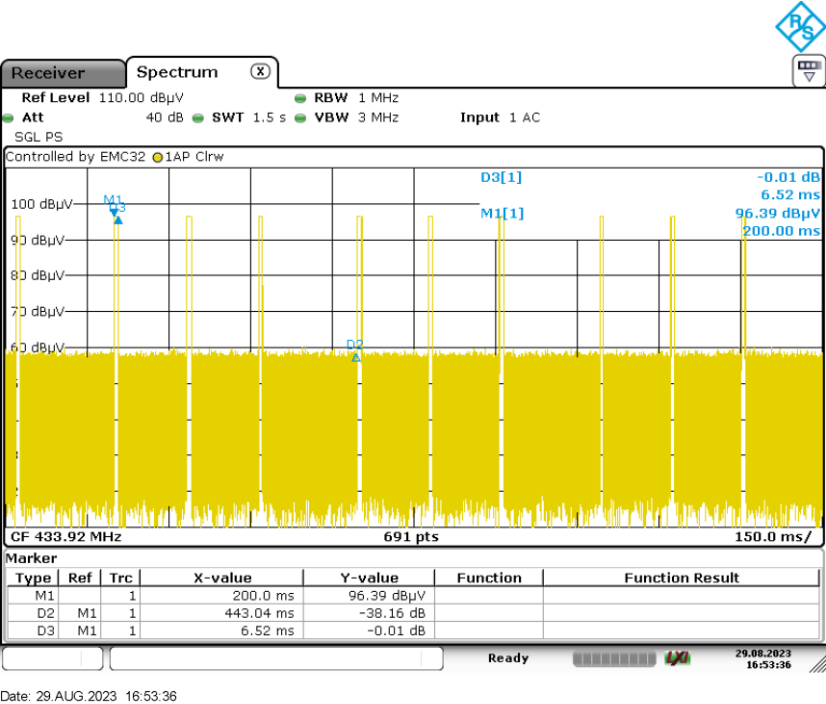 R&S
Receiver Spectrum X
Ref Level 110.00 dBµV RBW 1 MHz
Att 40 dB SWT 1.5 s VBW 3 MHz Input 1 AC
SGL PS
Controlled by EMC32 1AP Clrw
D3[1] -0.01 dB
6.52 ms
M1[1] 96.39 dBµV
200.00 ms
100 dBµV
M1
D3
90 dBµV
80 dBµV
70 dBµV
60 dBµV
D2
CF 433.92 MHz 691 pts 150.0 ms/
Marker
Type Ref Trc X-value Y-value Function Function Result
M1 1 200.0 ms 96.39 dBµV
D2 M1 1 443.04 ms -38.16 dB
D3 M1 1 6.52 ms -0.01 dB
Ready LXI 29.08.2023
16:53:36
Date: 29.AUG.2023 16:53:36